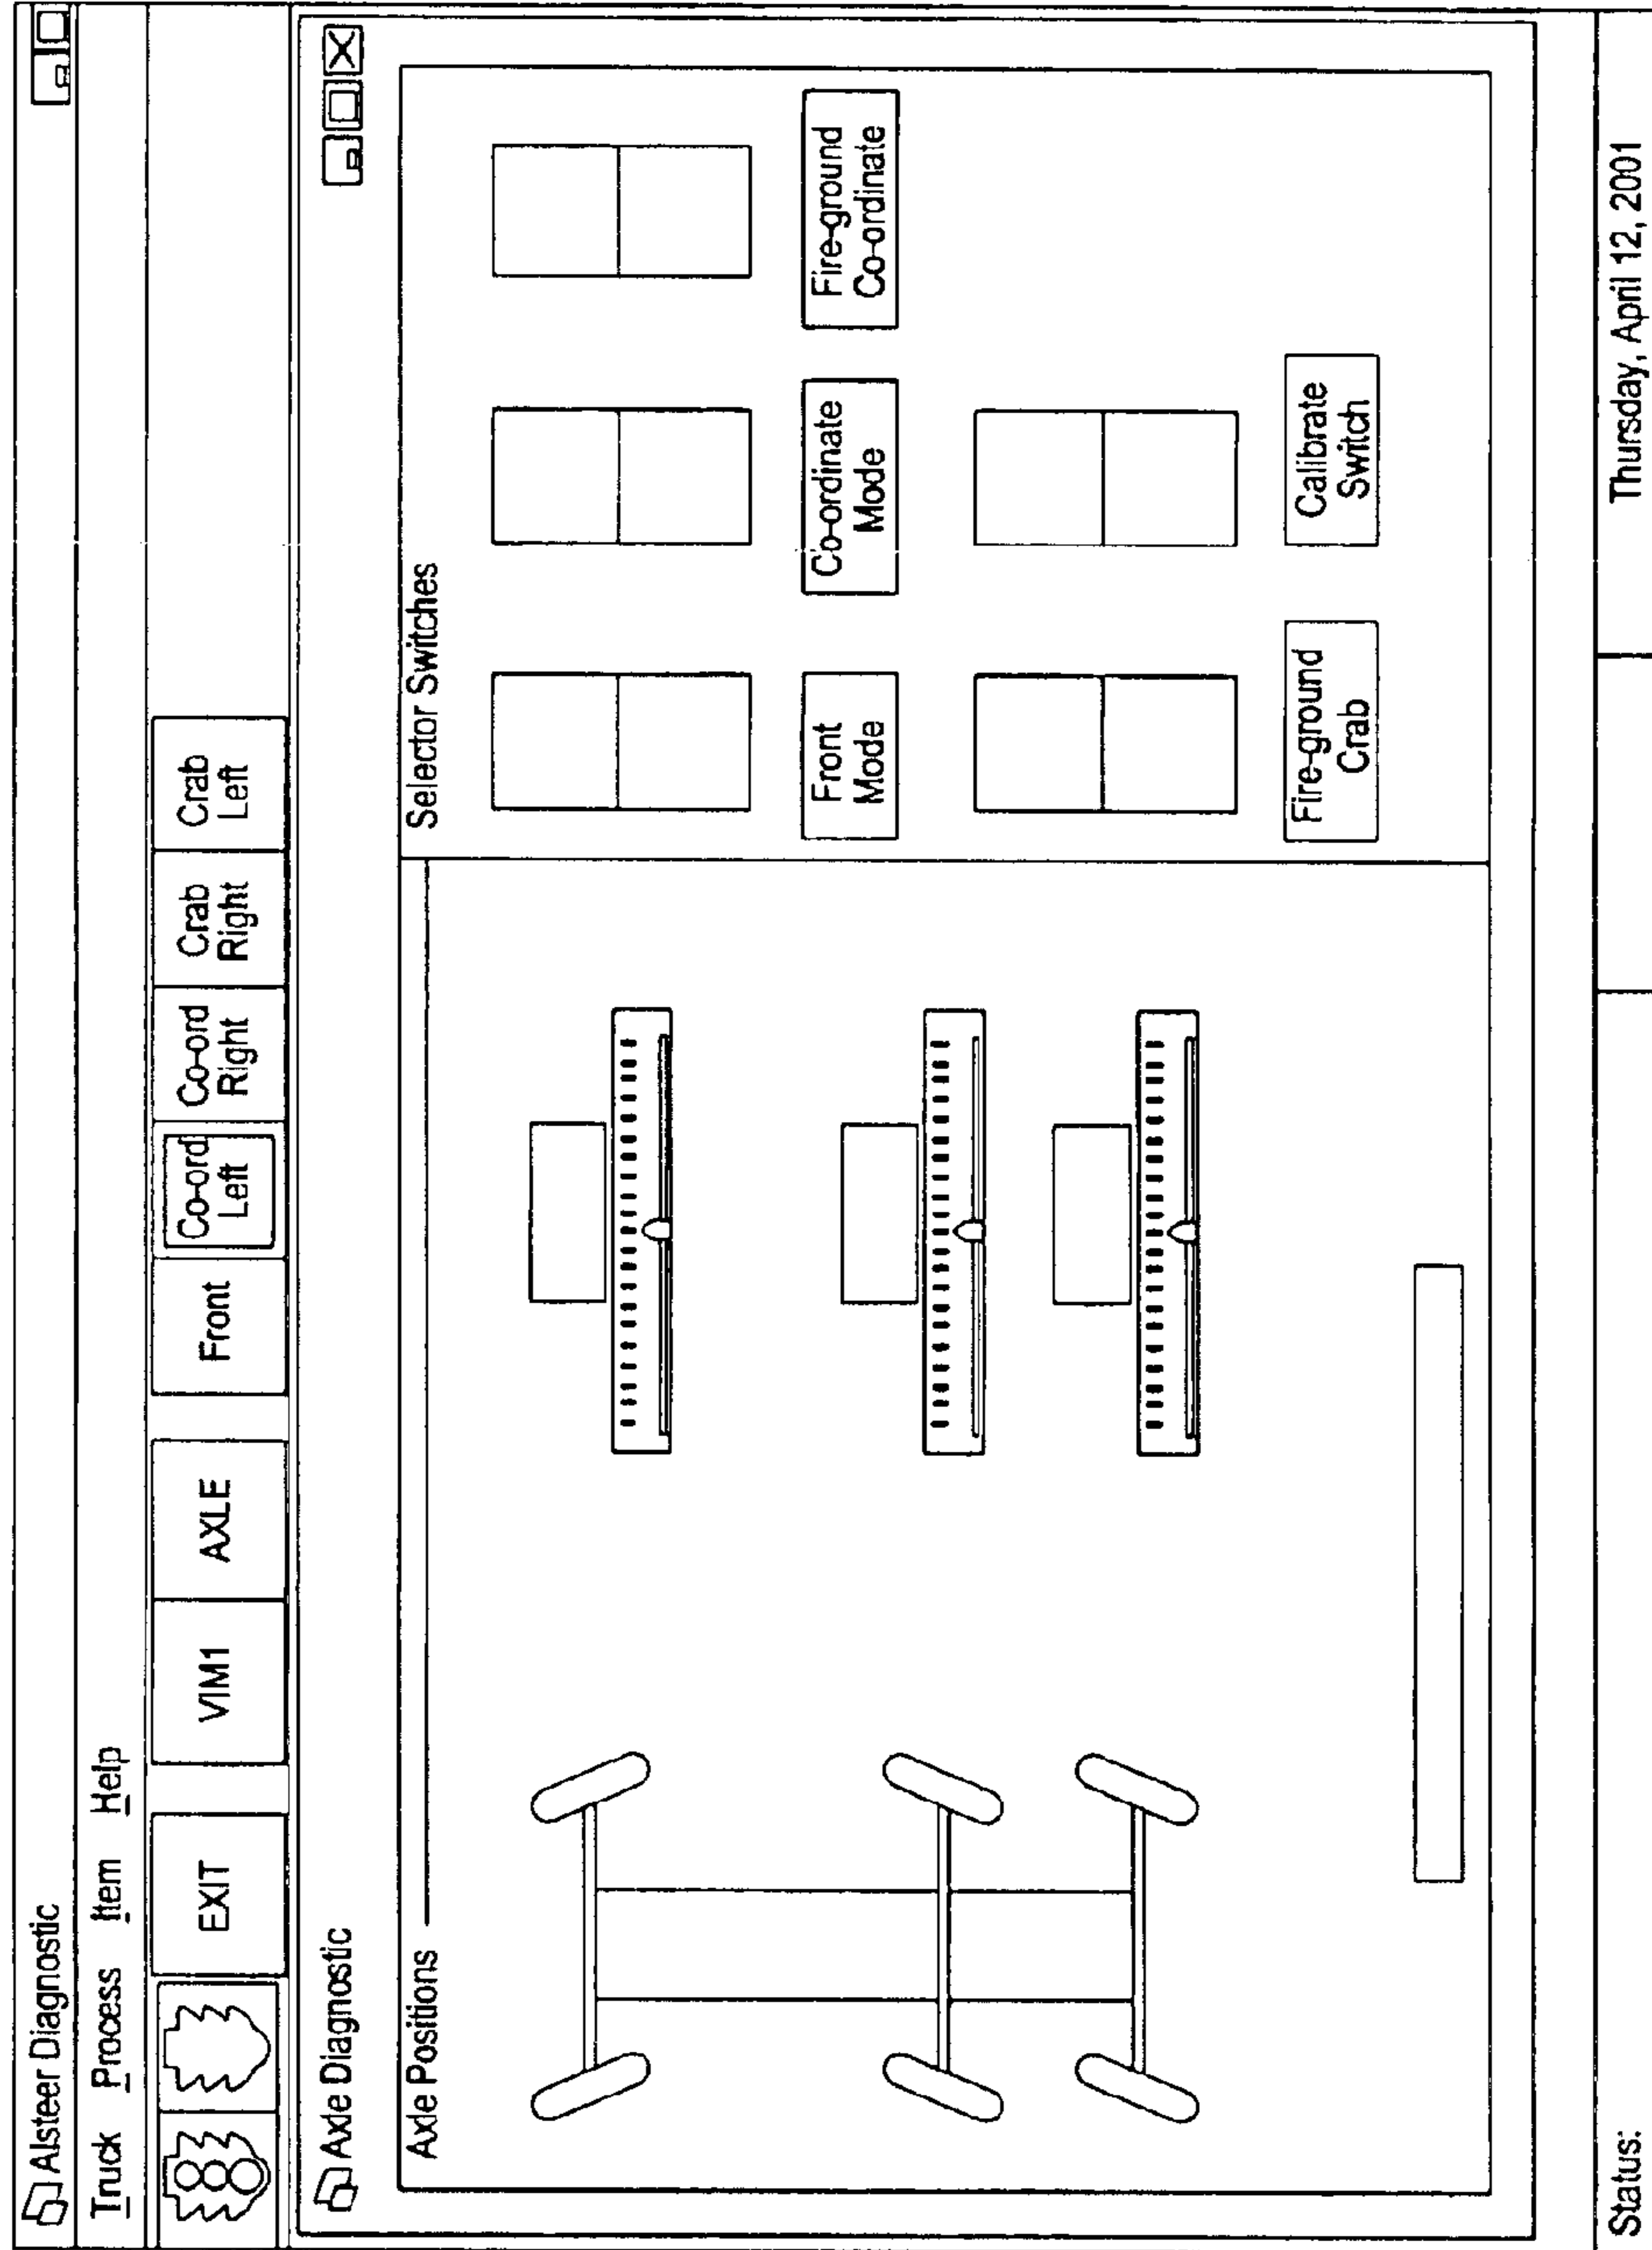 Alsteer Diagnostic
Truck Process Item Help
EXIT VIM1 AXLE Front Co-ord Left Co-ord Right Crab Right Crab Left
Axle Diagnostic
Axle Positions
Selector Switches
Front
Mode
Co-ordinate
Mode
Fire-ground
Co-ordinate
Fire-ground
Crab
Calibrate
Switch
Status:
Thursday, April 12, 2001